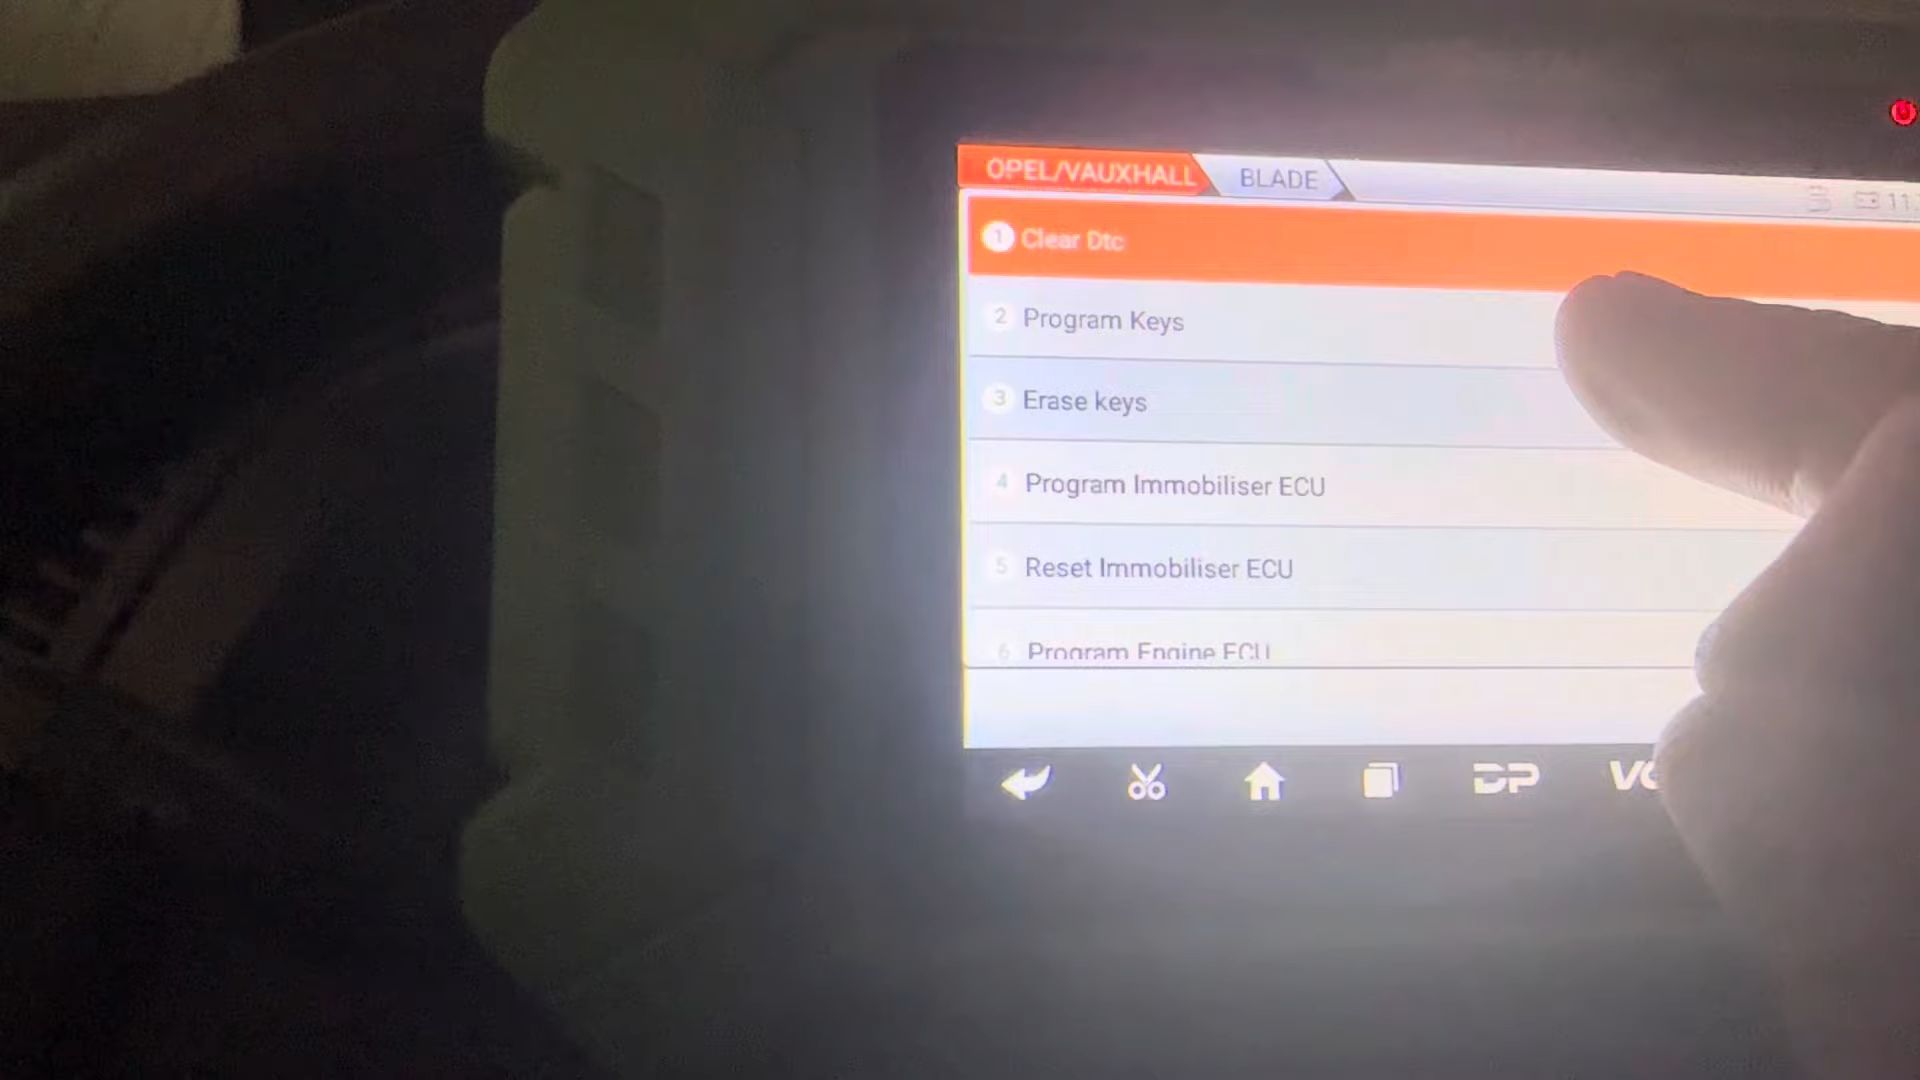 OPEL/VAUXHALL BLADE
1 Clear Dtc
2 Program Keys
3 Erase keys
4 Program Immobiliser ECU
5 Reset Immobiliser ECU
6 Program Engine ECU
DP